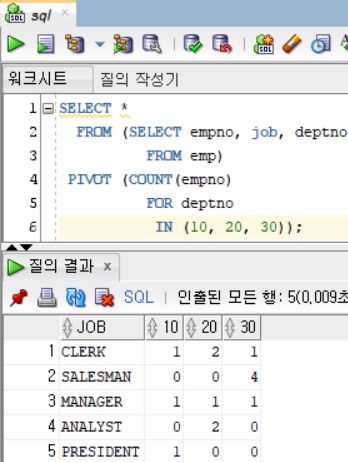 sql
워크시트 질의 작성기
1 SELECT *
2 FROM (SELECT empno, job, deptno
3 FROM emp)
4 PIVOT (COUNT(empno)
5 FOR deptno
6 IN (10, 20, 30));
질의 결과 x
SQL | 인출된 모든 행: 5(0,009초
JOB 10 20 30
1 CLERK 1 2 1
2 SALESMAN 0 0 4
3 MANAGER 1 1 1
4 ANALYST 0 2 0
5 PRESIDENT 1 0 0